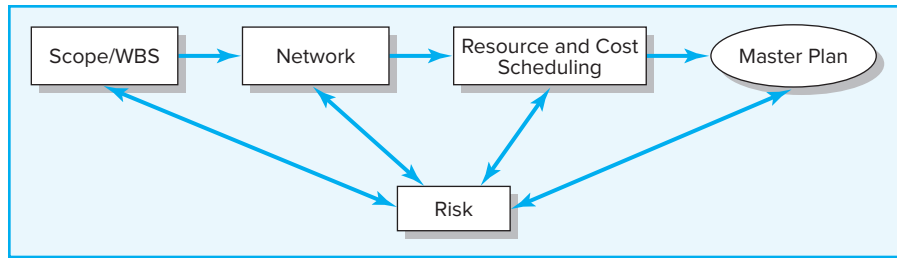 Scope/WBS
Network
Resource and Cost
Scheduling
Master Plan
Risk